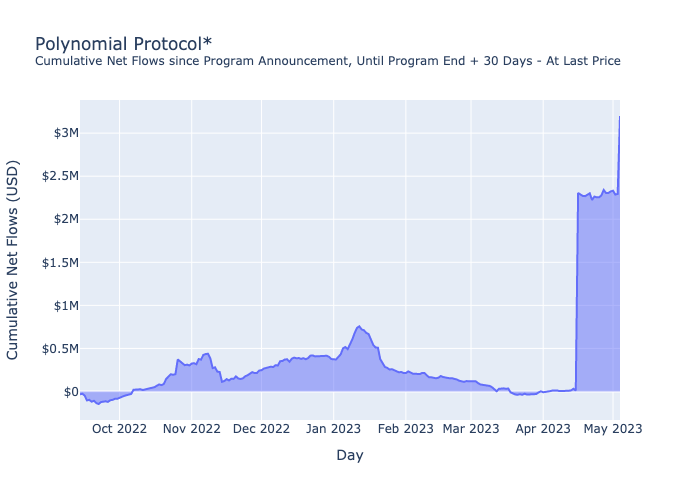 Polynomial Protocol*
Cumulative Net Flows since Program Announcement, Until Program End + 30 Days - At Last Price
Cumulative Net Flows (USD)
$3M
$2.5M
$2M
$1.5M
$1M
$0.5M
$0
Oct 2022 Nov 2022 Dec 2022 Jan 2023 Feb 2023 Mar 2023 Apr 2023 May 2023
Day